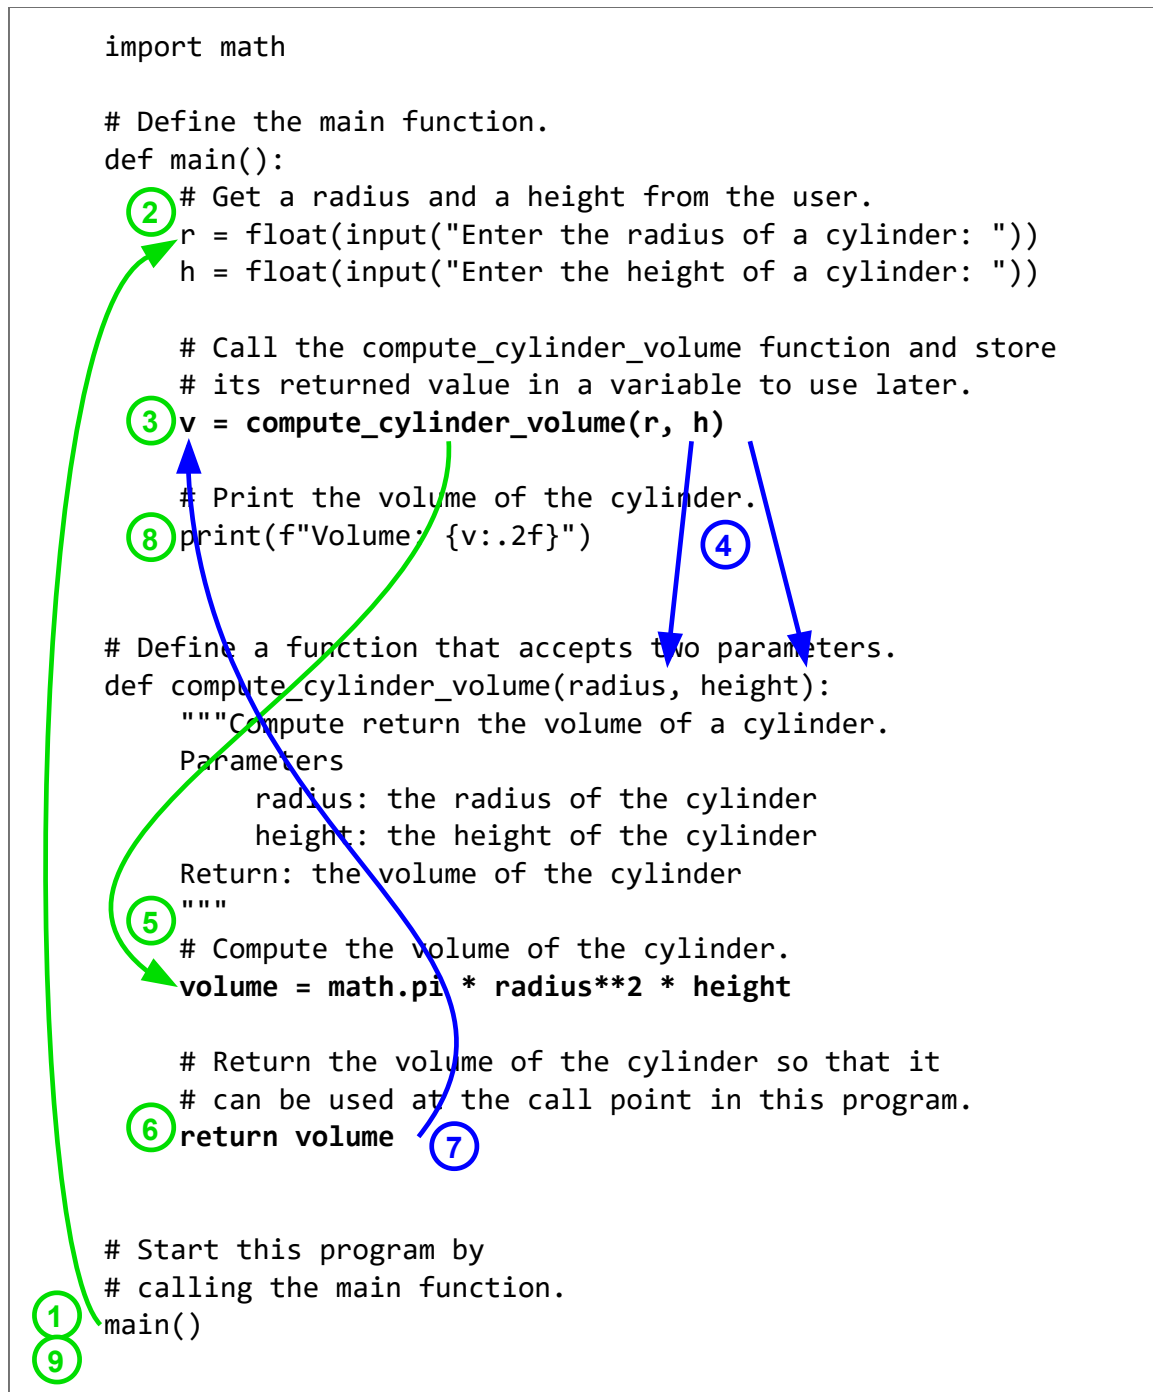 import math

# Define the main function.
def main():
    # Get a radius and a height from the user.
2
    r = float(input("Enter the radius of a cylinder: "))
    h = float(input("Enter the height of a cylinder: "))

    # Call the compute_cylinder_volume function and store
    # its returned value in a variable to use later.
3   v = compute_cylinder_volume(r, h)

    # Print the volume of the cylinder.
8   print(f"Volume: {v:.2f}")
4

# Define a function that accepts two parameters.
def compute_cylinder_volume(radius, height):
    """Compute return the volume of a cylinder.
    Parameters
        radius: the radius of the cylinder
        height: the height of the cylinder
    Return: the volume of the cylinder
5   """
    # Compute the volume of the cylinder.
    volume = math.pi * radius**2 * height

    # Return the volume of the cylinder so that it
    # can be used at the call point in this program.
6   return volume
7

# Start this program by
# calling the main function.
1 main()
9